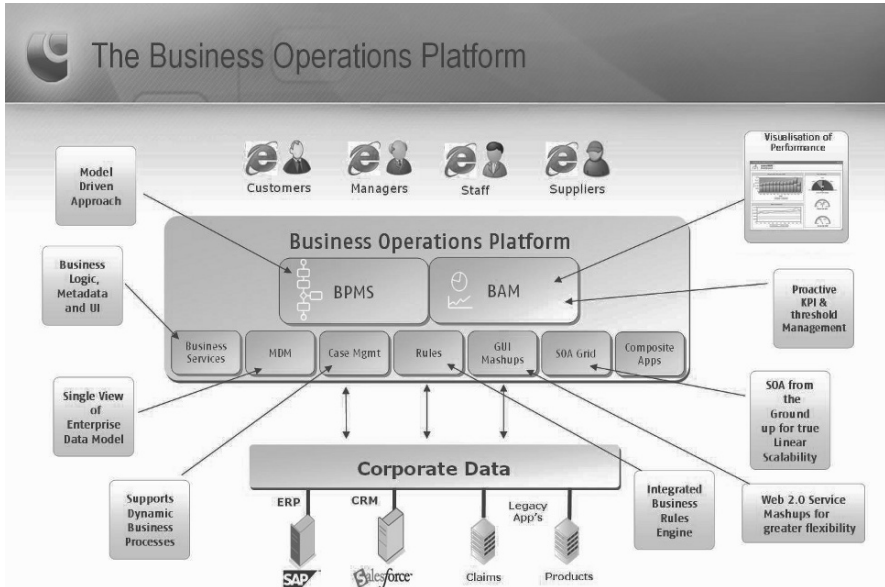 The Business Operations Platform
Visualisation of
Performance
Customers
Managers
Staff
Suppliers
Model
Driven
Approach
Business Operations Platform
BPMS
BAM
Business
Logic,
Metadata
and UI
Proactive
KPI &
threshold
Management
Business
Services
MDM
Case Mgmt
Rules
GUI
Mashups
SOA Grid
Composite
Apps
Single View
of
Enterprise
Data Model
SOA from
the
Ground
up for true
Linear
Scalability
Corporate Data
Supports
Dynamic
Business
Processes
ERP
CRM
Legacy
App's
Integrated
Business
Rules
Engine
Web 2.0 Service
Mashups for
greater flexibility
SAP
Salesforce
Claims
Products